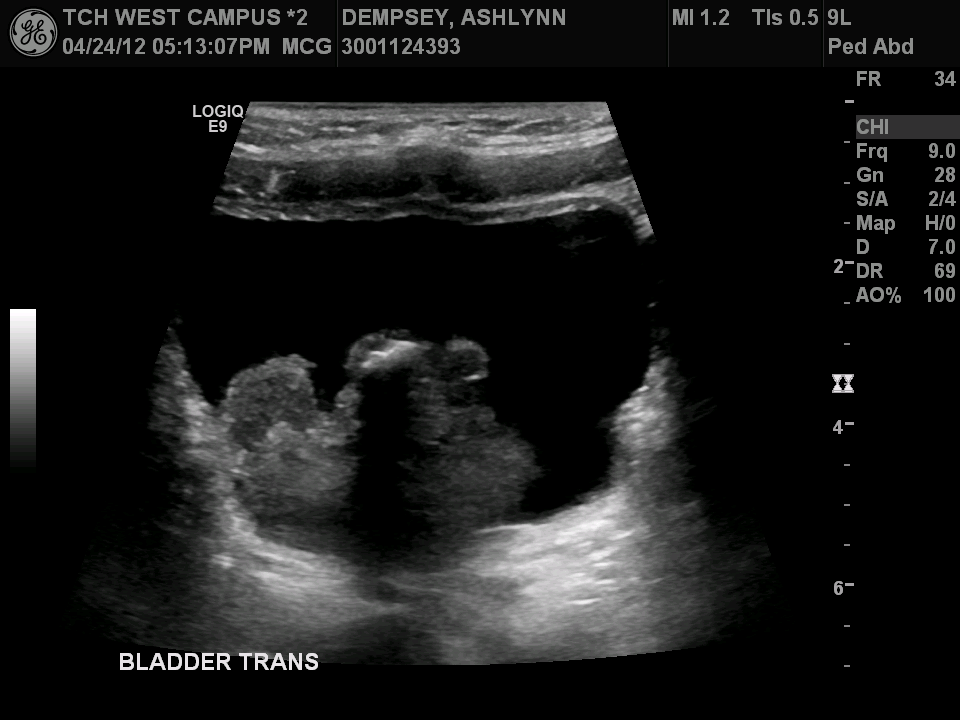 TCH WEST CAMPUS *2 DEMPSEY, ASHLYNN MI 1.2 TIs 0.5 9L
04/24/12 05:13:07PM MCG 3001124393 Ped Abd
FR 34
LOGIQ
E9
CHI
Frq 9.0
Gn 28
S/A 2/4
Map H/0
D 7.0
DR 69
AO% 100
2
4
6
BLADDER TRANS